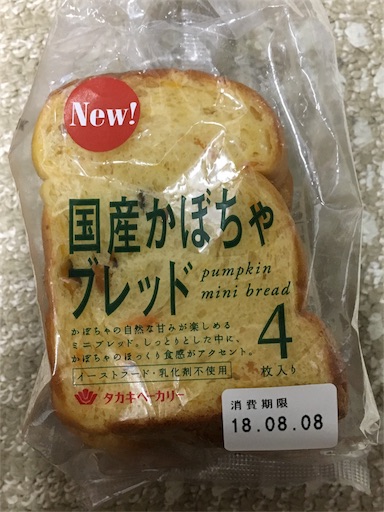 New!
国産かぼちゃ
ブレッド
pumpkin
mini bread
かぼちゃの自然な甘みが楽しめる
ミニブレッド。しっとりとした中に、
かぼちゃのほっくり食感がアクセント。
4
枚入り
イーストフード・乳化剤不使用
タカキベーカリー
消費期限
18.08.08